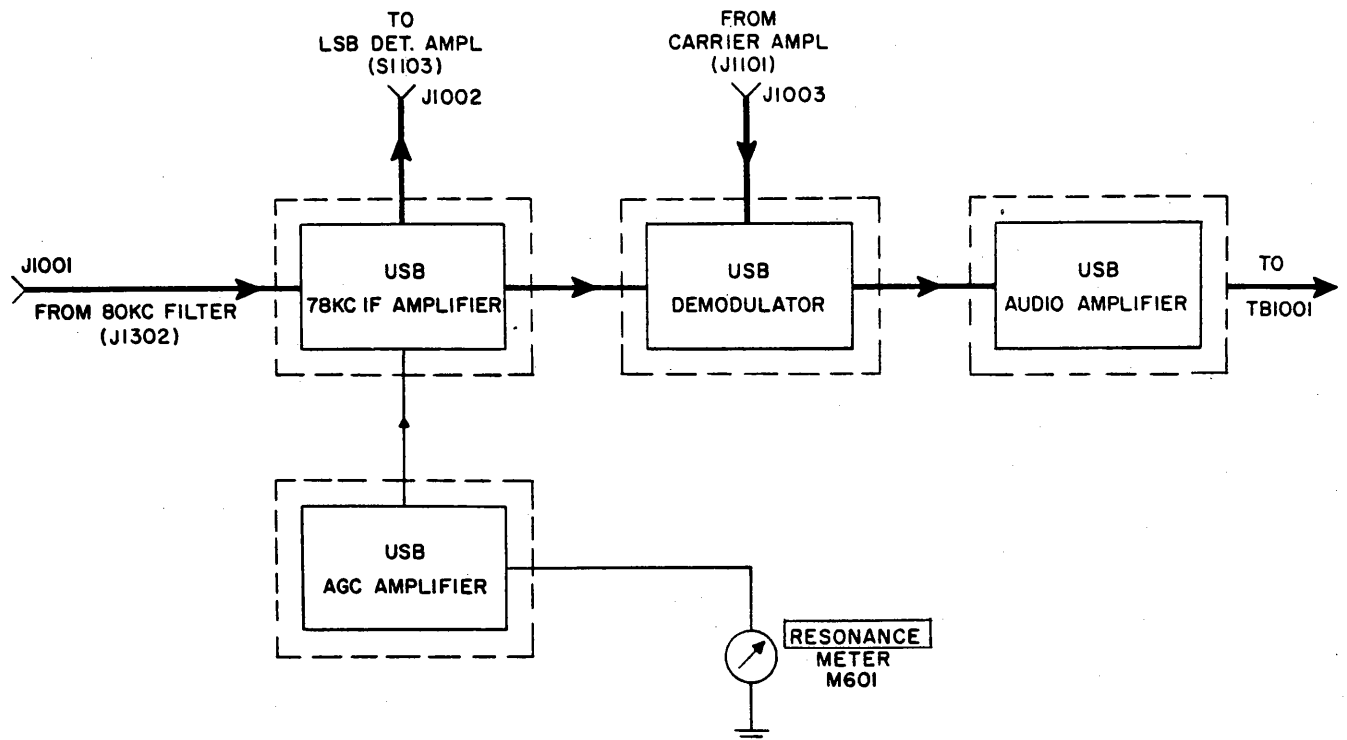 TO
LSB DET. AMPL
(S1103)
J1002
FROM
CARRIER AMPL
(J1101)
J1003
J1001
FROM 80KC FILTER
(J1302)
USB
78KC IF AMPLIFIER
USB
DEMODULATOR
USB
AUDIO AMPLIFIER
TO
TB1001
USB
AGC AMPLIFIER
RESONANCE
METER
M601